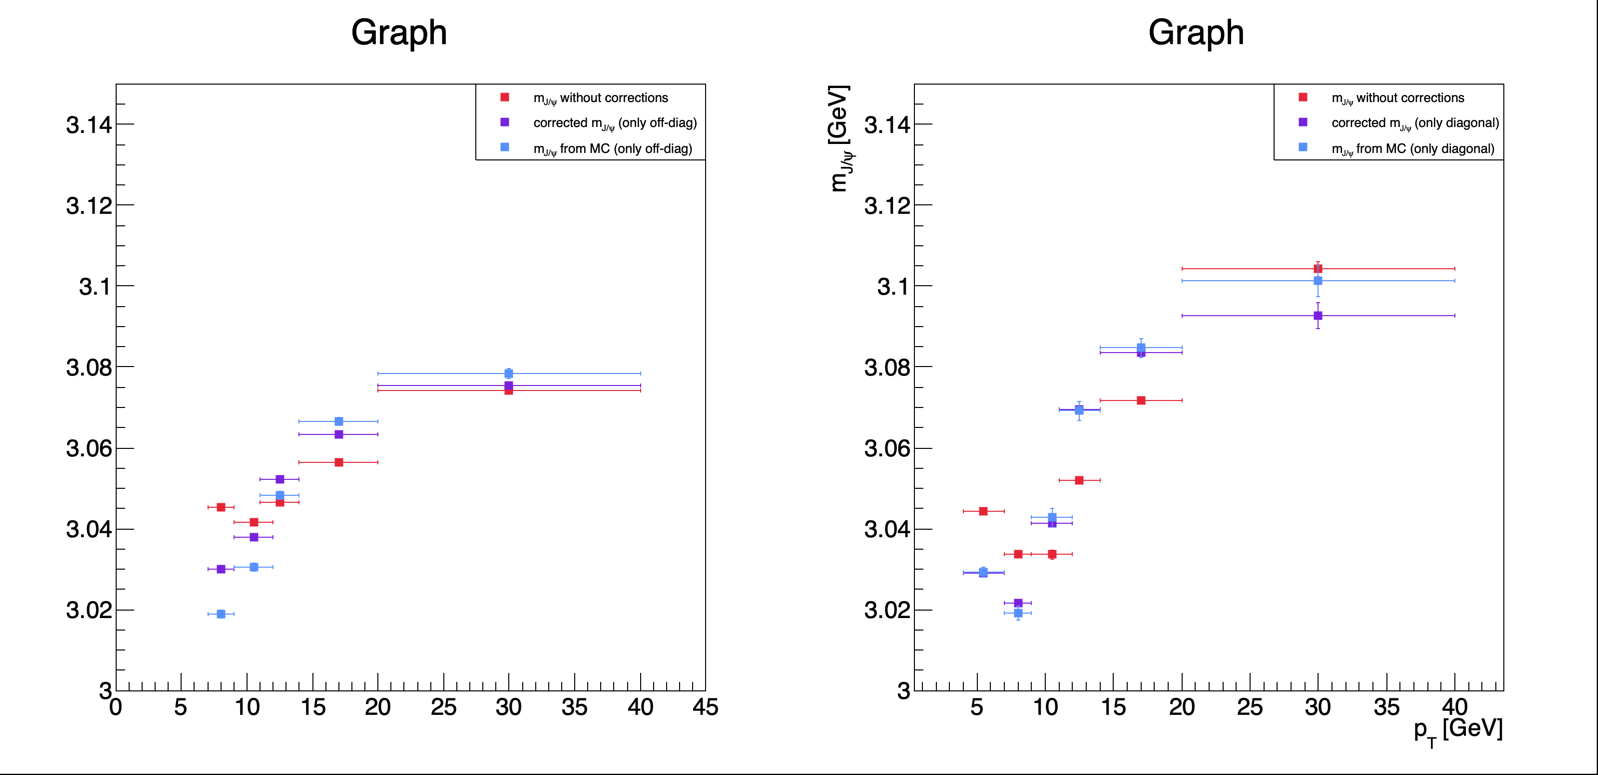 Graph
m_J/ψ without corrections
corrected m_J/ψ (only off-diag)
m_J/ψ from MC (only off-diag)
3.14
3.12
3.1
3.08
3.06
3.04
3.02
3
0 5 10 15 20 25 30 35 40 45
Graph
m_J/ψ [GeV]
m_J/ψ without corrections
corrected m_J/ψ (only diagonal)
m_J/ψ from MC (only diagonal)
3.14
3.12
3.1
3.08
3.06
3.04
3.02
3
5 10 15 20 25 30 35 40
p_T [GeV]